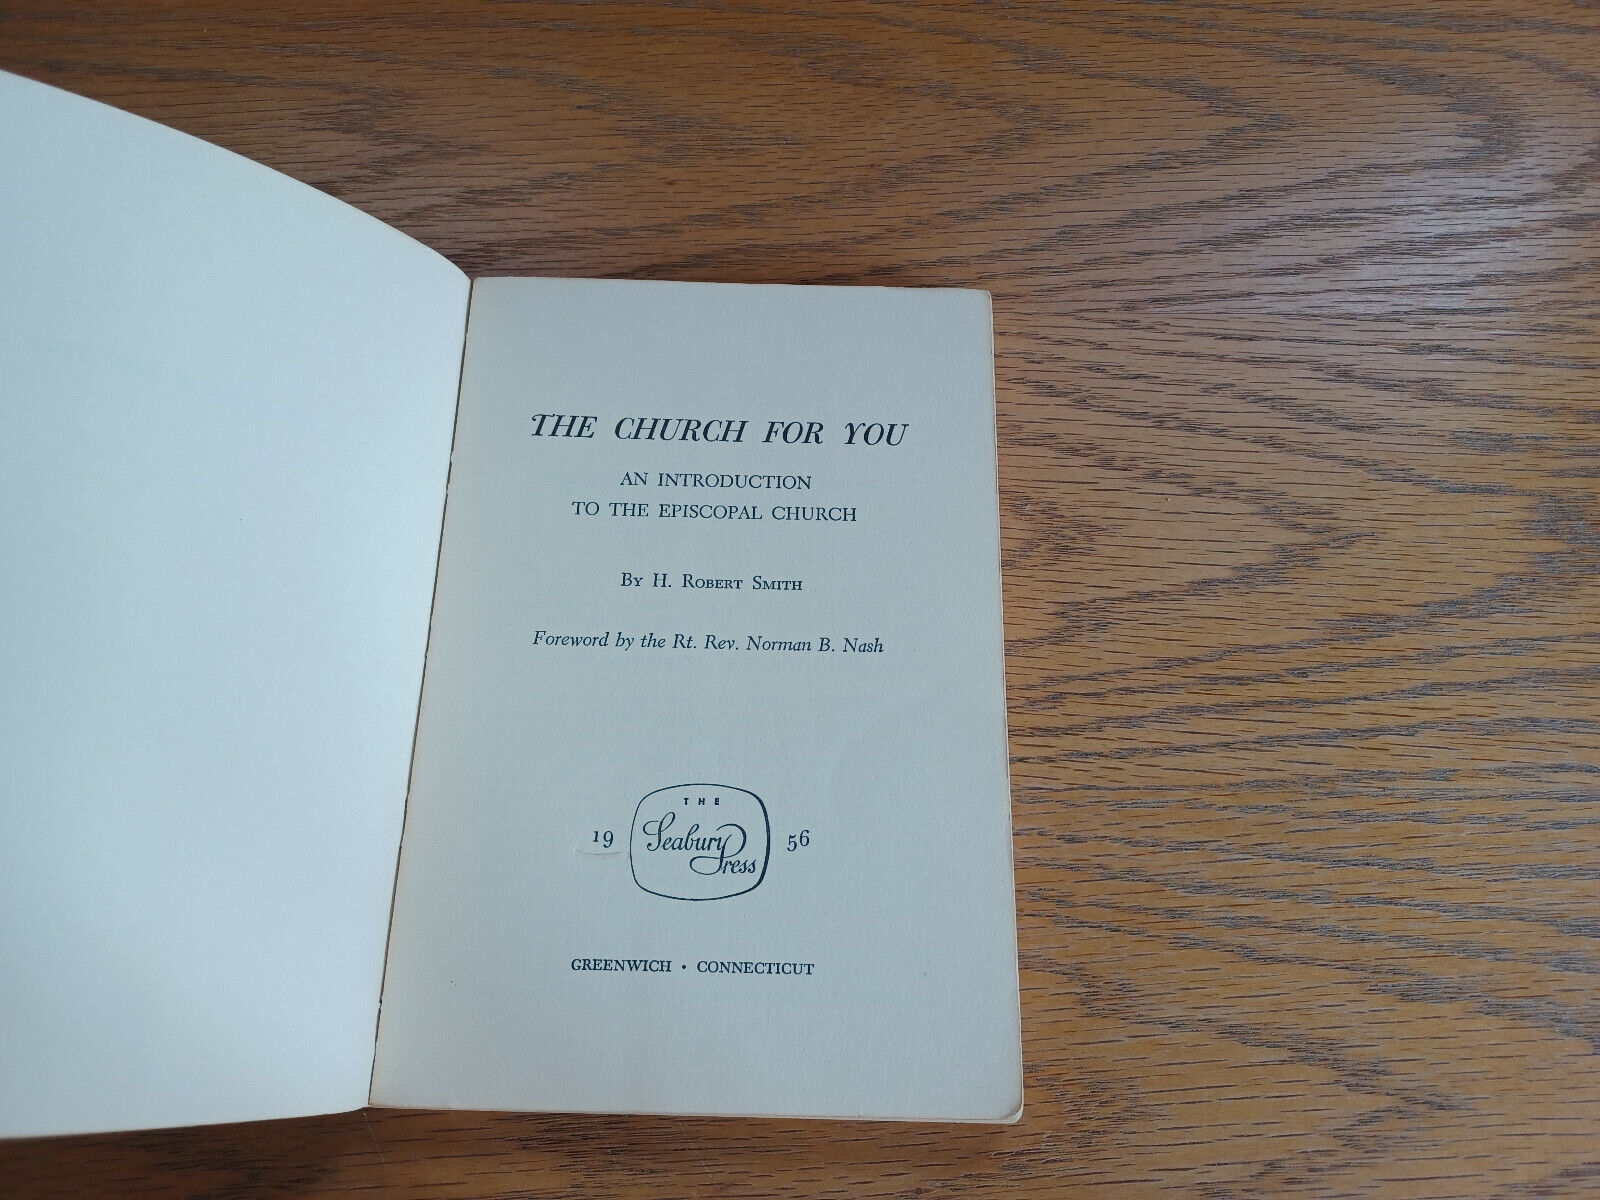 THE CHURCH FOR YOU
AN INTRODUCTION
TO THE EPISCOPAL CHURCH
By H. Robert Smith
Foreword by the Rt. Rev. Norman B. Nash
THE
19 Seabury 56
Press
GREENWICH • CONNECTICUT